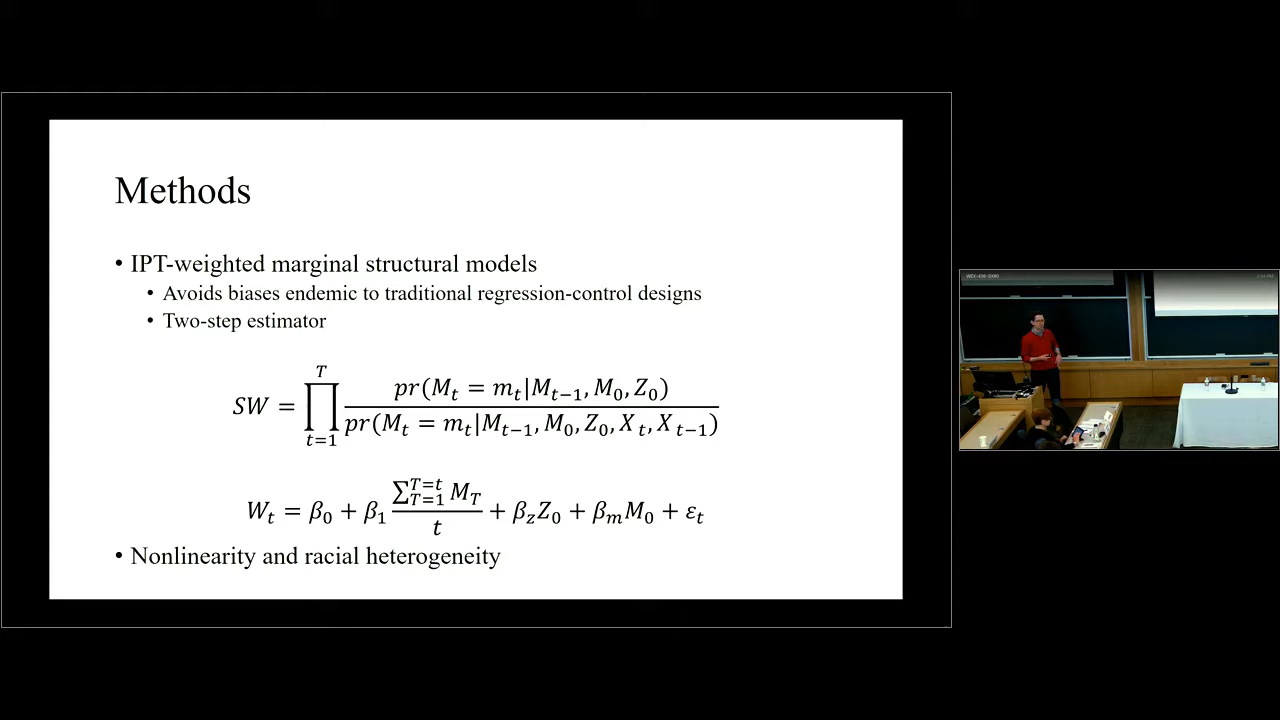 Methods
• IPT-weighted marginal structural models
• Avoids biases endemic to traditional regression-control designs
• Two-step estimator
SW = ∏_{t=1}^{T} pr(M_t = m_t|M_{t−1}, M_0, Z_0) / pr(M_t = m_t|M_{t−1}, M_0, Z_0, X_t, X_{t−1})
W_t = β_0 + β_1 (∑_{T=1}^{T=t} M_T / t) + β_z Z_0 + β_m M_0 + ε_t
• Nonlinearity and racial heterogeneity